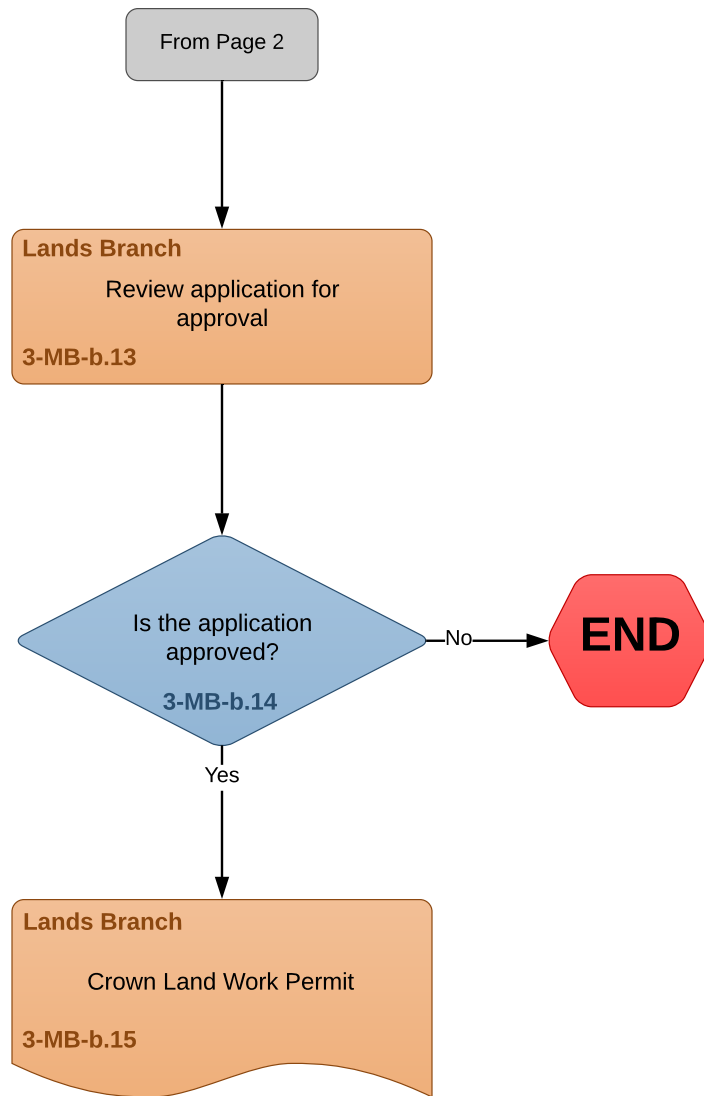 From Page 2
Lands Branch
Review application for
approval
3-MB-b.13
Is the application
approved?
3-MB-b.14
No
END
Yes
Lands Branch
Crown Land Work Permit
3-MB-b.15